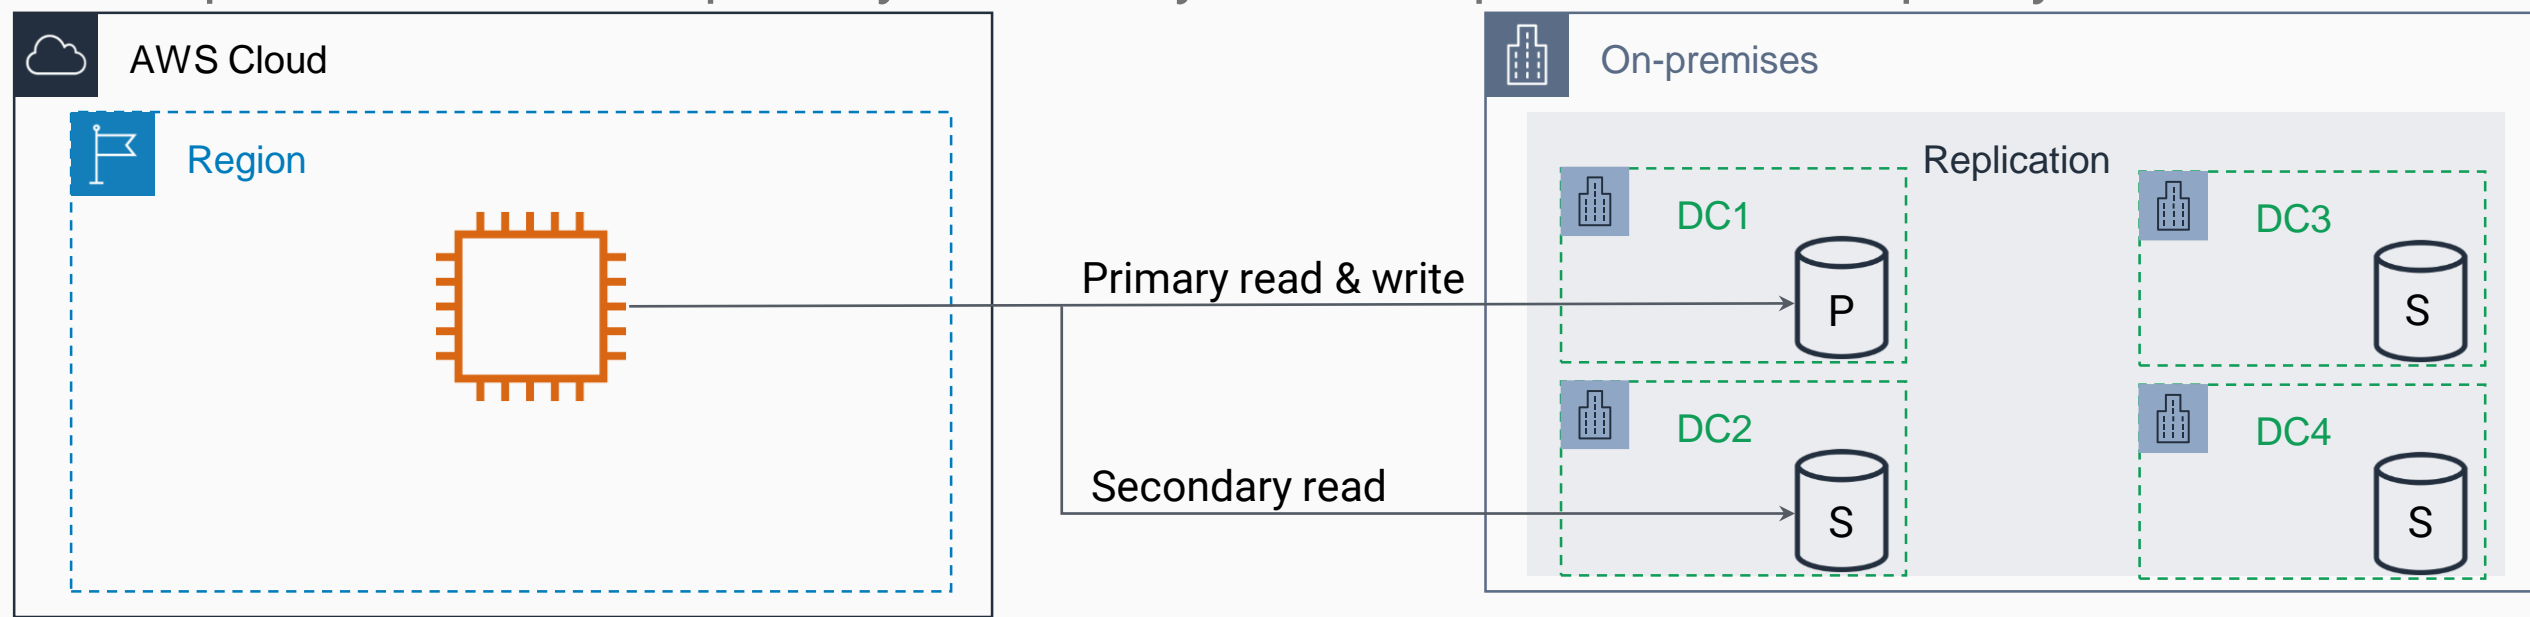 AWS Cloud
Region
Primary read & write
Secondary read
On-premises
Replication
DC1
P
DC2
S
DC3
S
DC4
S